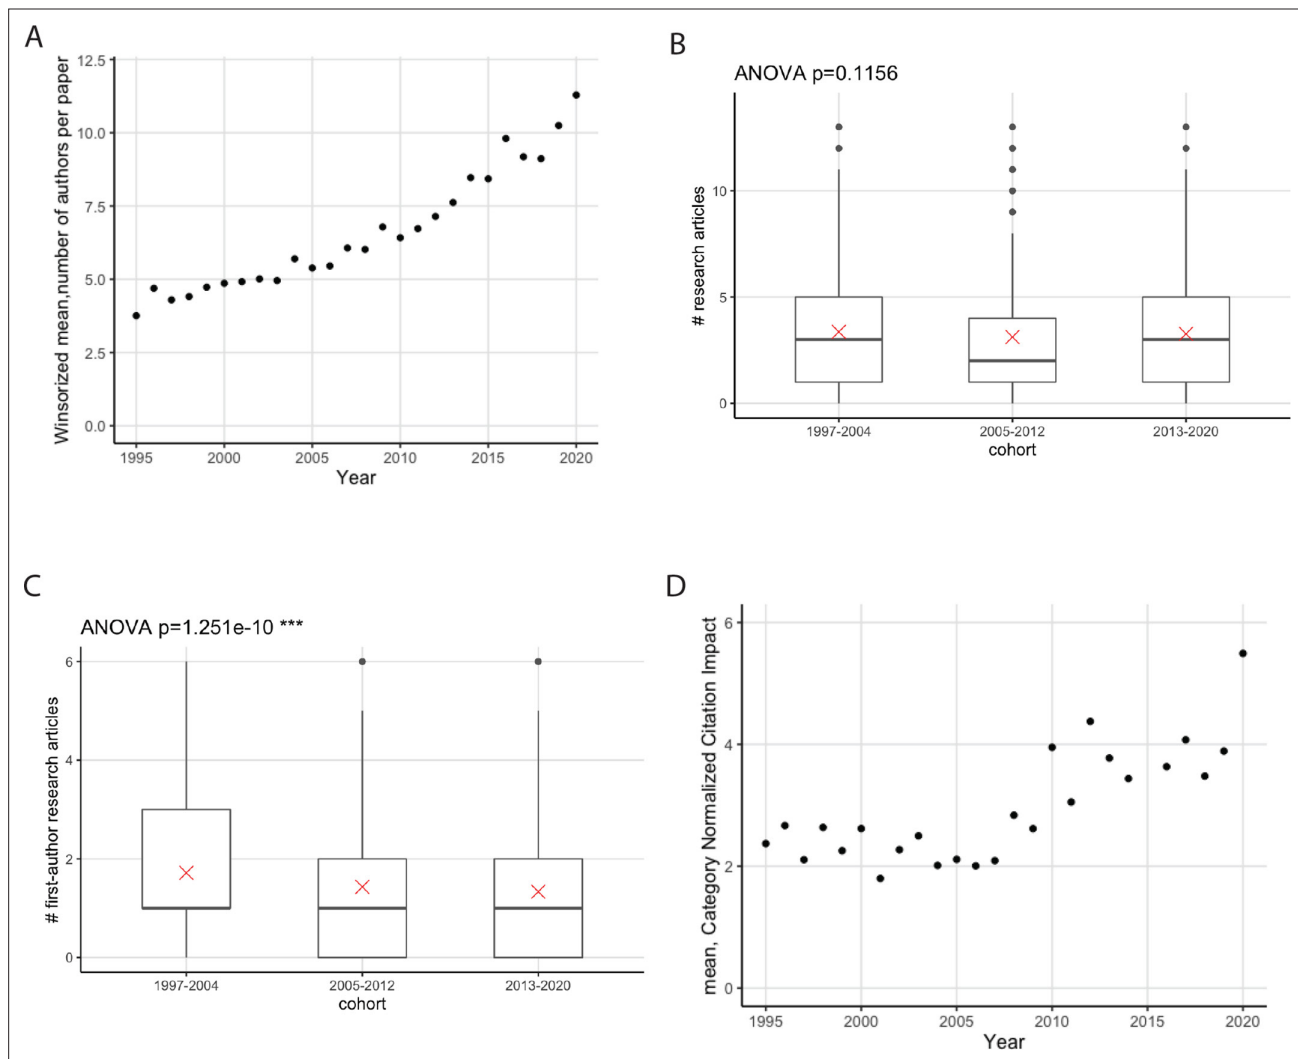 A
Winsorized mean,number of authors per paper
12.5
10.0
7.5
5.0
2.5
0.0
1995 2000 2005 2010 2015 2020
Year
B
ANOVA p=0.1156
# research articles
10
5
0
1997-2004 2005-2012 2013-2020
cohort
C
ANOVA p=1.251e-10 ***
# first-author research articles
6
4
2
0
1997-2004 2005-2012 2013-2020
cohort
D
mean, Category Normalized Citation Impact
6
4
2
0
1995 2000 2005 2010 2015 2020
Year